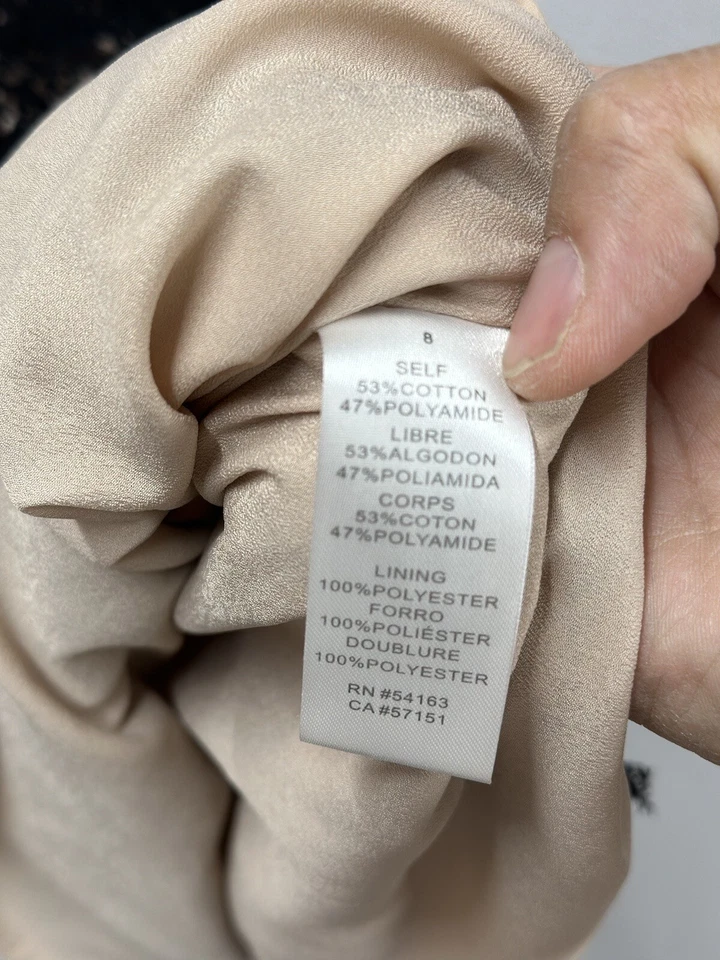 8
SELF
53%COTTON
47%POLYAMIDE
LIBRE
53%ALGODON
47%POLIAMIDA
CORPS
53%COTON
47%POLYAMIDE
LINING
100%POLYESTER
FORRO
100%POLIÉSTER
DOUBLURE
100%POLYESTER
RN #54163
CA #57151